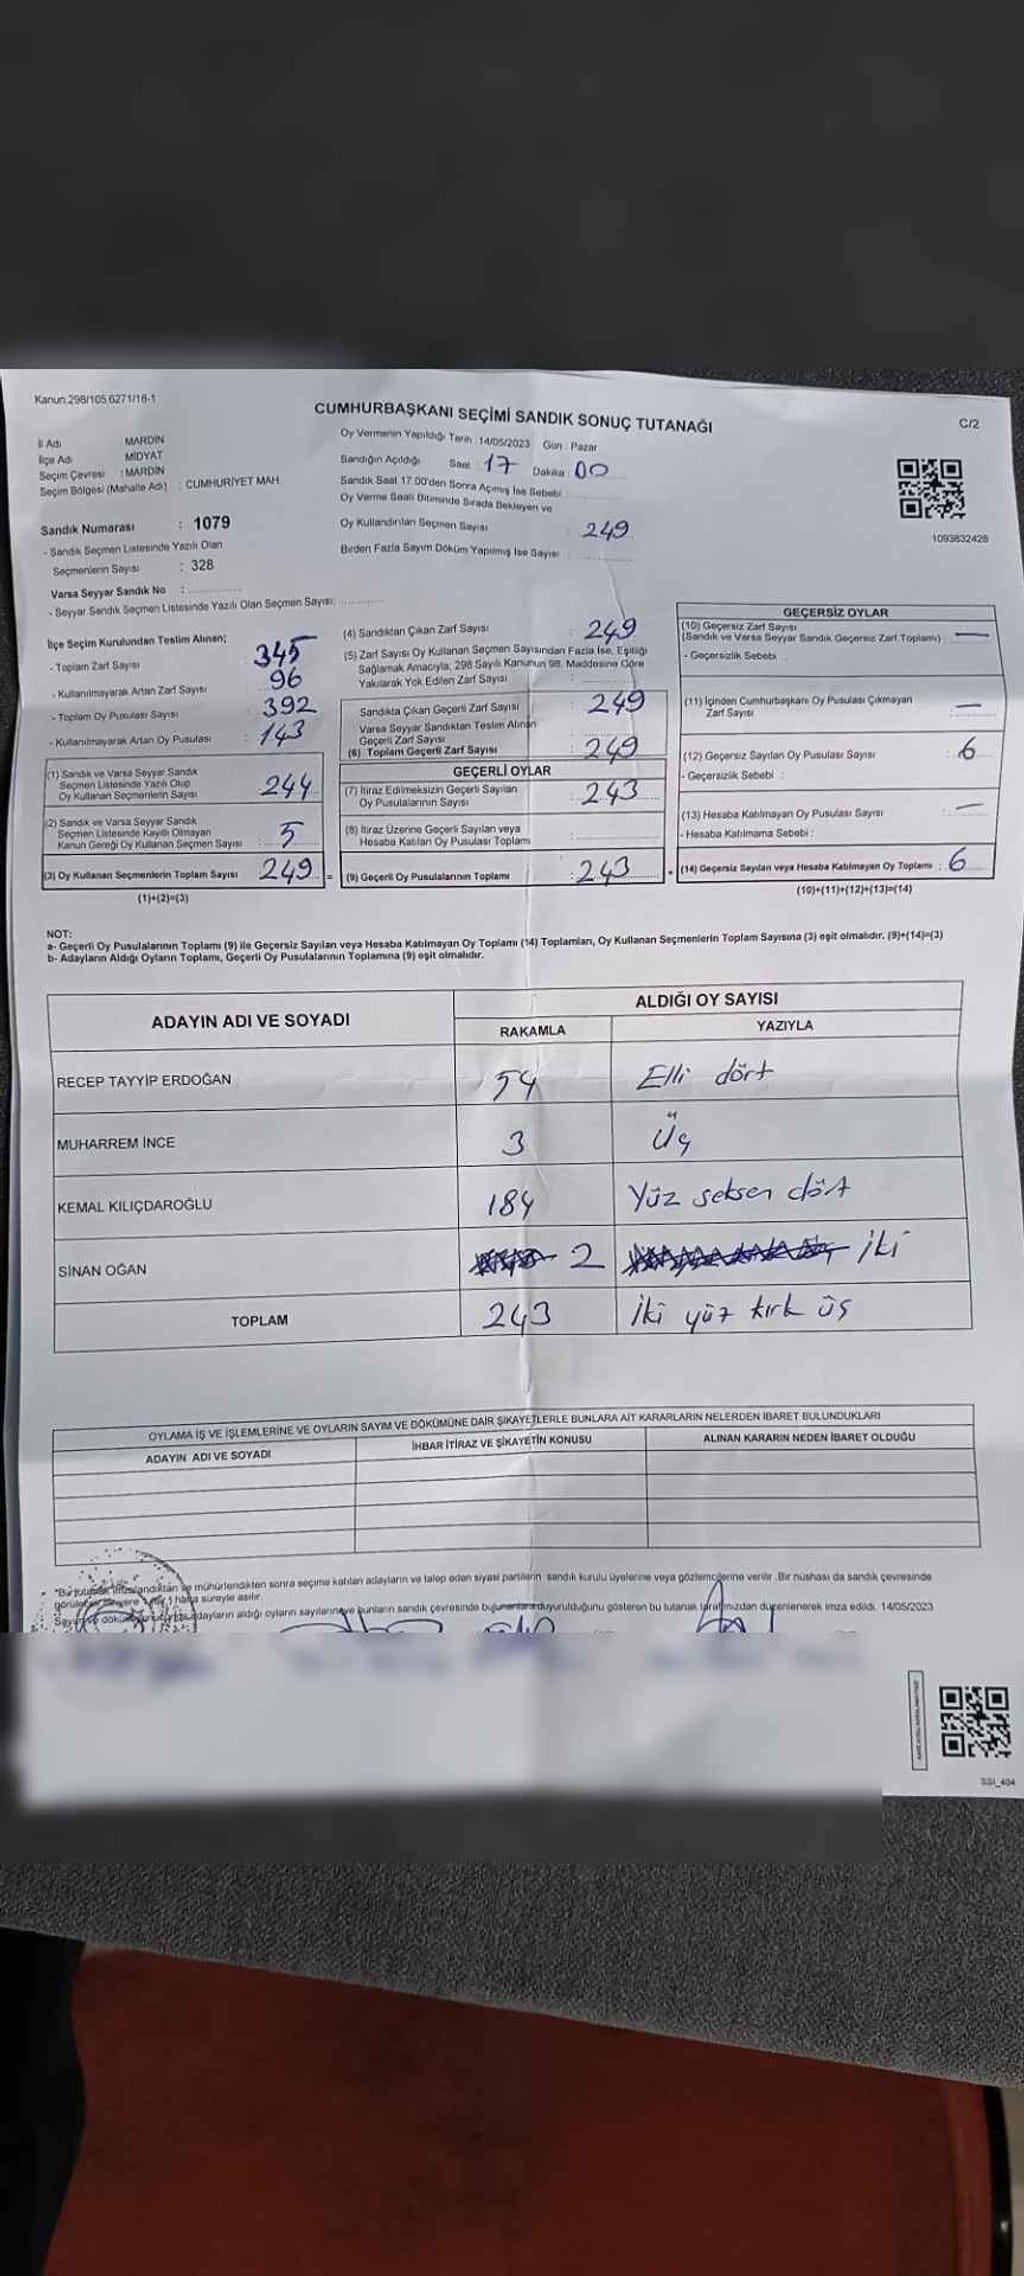 Kanun.298/105,6271/16-1
CUMHURBAŞKANI SEÇİMİ SANDIK SONUÇ TUTANAĞI
C/2
İl Adı MARDİN
İlçe Adı MİDYAT
Seçim Çevresi : MARDİN
Seçim Bölgesi (Mahalle Adı) : CUMHURİYET MAH.
Sandık Numarası : 1079
- Sandık Seçmen Listesinde Yazılı Olan
Seçmenlerin Sayısı : 328
Varsa Seyyar Sandık No :
- Seyyar Sandık Seçmen Listesinde Yazılı Olan Seçmen Sayısı:
Oy Vermenin Yapıldığı Tarih : 14/05/2023 Gün : Pazar
Sandığın Açıldığı Saat 17 Dakika : 00
Sandık Saat 17.00'den Sonra Açılmış İse Sebebi
Oy Verme Saati Bitiminde Sırada Bekleyen ve
Oy Kullandırılan Seçmen Sayısı : 249
Birden Fazla Sayım Döküm Yapılmış İse Sayısı :
1093832428
İlçe Seçim Kurulundan Teslim Alınan;
- Toplam Zarf Sayısı 345
- Kullanılmayarak Artan Zarf Sayısı 96
- Toplam Oy Pusulası Sayısı 392
- Kullanılmayarak Artan Oy Pusulası : 143
(1) Sandık ve Varsa Seyyar Sandık
Seçmen Listesinde Yazılı Olup
Oy Kullanan Seçmenlerin Sayısı 244
(2) Sandık ve Varsa Seyyar Sandık
Seçmen Listesinde Kayıtlı Olmayan
Kanun Gereği Oy Kullanan Seçmen Sayısı : 5
(3) Oy Kullanan Seçmenlerin Toplam Sayısı 249 =
(1)+(2)=(3)
(4) Sandıktan Çıkan Zarf Sayısı : 249
(5) Zarf Sayısı Oy Kullanan Seçmen Sayısından Fazla İse, Eşitliği
Sağlamak Amacıyla, 298 Sayılı Kanunun 98. Maddesine Göre
Yakılarak Yok Edilen Zarf Sayısı :
Sandıkta Çıkan Geçerli Zarf Sayısı : 249
Varsa Seyyar Sandıktan Teslim Alınan
Geçerli Zarf Sayısı
(6) Toplam Geçerli Zarf Sayısı : 249
GEÇERLİ OYLAR
(7) İtiraz Edilmeksizin Geçerli Sayılan
Oy Pusulalarının Sayısı : 243
(8) İtiraz Üzerine Geçerli Sayılan veya
Hesaba Katılan Oy Pusulası Toplamı :
(9) Geçerli Oy Pusulalarının Toplamı : 243 +
GEÇERSİZ OYLAR
(10) Geçersiz Zarf Sayısı
(Sandık ve Varsa Seyyar Sandık Geçersiz Zarf Toplamı) : —
- Geçersizlik Sebebi :
(11) İçinden Cumhurbaşkanı Oy Pusulası Çıkmayan
Zarf Sayısı : —
(12) Geçersiz Sayılan Oy Pusulası Sayısı : 6
- Geçersizlik Sebebi :
(13) Hesaba Katılmayan Oy Pusulası Sayısı : —
- Hesaba Katılmama Sebebi :
(14) Geçersiz Sayılan veya Hesaba Katılmayan Oy Toplamı : 6
(10)+(11)+(12)+(13)=(14)
NOT:
a- Geçerli Oy Pusulalarının Toplamı (9) ile Geçersiz Sayılan veya Hesaba Katılmayan Oy Toplamı (14) Toplamları, Oy Kullanan Seçmenlerin Toplam Sayısına (3) eşit olmalıdır. (9)+(14)=(3)
b- Adayların Aldığı Oyların Toplamı, Geçerli Oy Pusulalarının Toplamına (9) eşit olmalıdır.
ADAYIN ADI VE SOYADI ALDIĞI OY SAYISI
RAKAMLA YAZIYLA
RECEP TAYYİP ERDOĞAN 54 Elli dört
MUHARREM İNCE 3 Üç
KEMAL KILIÇDAROĞLU 184 Yüz seksen dört
SİNAN OĞAN 2 iki
TOPLAM 243 İki yüz kırk üş
OYLAMA İŞ VE İŞLEMLERİNE VE OYLARIN SAYIM VE DÖKÜMÜNE DAİR ŞİKAYETLERLE BUNLARA AİT KARARLARIN NELERDEN İBARET BULUNDUKLARI
ADAYIN ADI VE SOYADI İHBAR İTİRAZ VE ŞİKAYETİN KONUSU ALINAN KARARIN NEDEN İBARET OLDUĞU
ve mühürlendikten sonra seçime katılan adayların ve talep eden siyasi partilerin sandık kurulu üyelerine veya gözlemcilerine verilir. Bir nüshası da sandık çevresinde
1 hafta süreyle asılır.
adayların aldığı oyların sayılarını ve bunların sandık çevresinde bulunanlara duyurulduğunu gösteren bu tutanak tarafımızdan düzenlenerek imza edildi. 14/05/2023
SSI_404